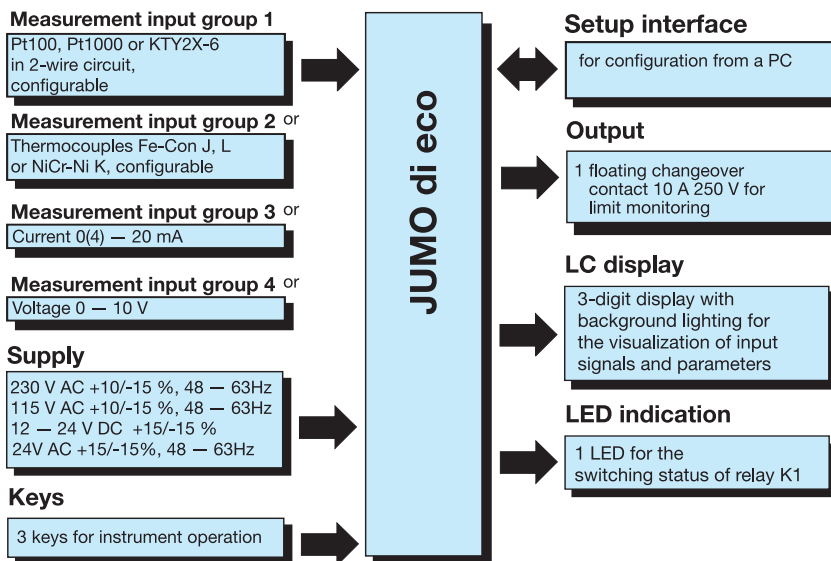 Measurement input group 1
Pt100, Pt1000 or KTY2X-6
in 2-wire circuit,
configurable
Measurement input group 2 or
Thermocouples Fe-Con J, L
or NiCr-Ni K, configurable
Measurement input group 3 or
Current 0(4) — 20 mA
Measurement input group 4 or
Voltage 0 — 10 V
Supply
230 V AC +10/-15 %, 48 — 63Hz
115 V AC +10/-15 %, 48 — 63Hz
12 — 24 V DC +15/-15 %
24V AC +15/-15%, 48 — 63Hz
Keys
3 keys for instrument operation
JUMO di eco
Setup interface
for configuration from a PC
Output
1 floating changeover
contact 10 A 250 V for
limit monitoring
LC display
3-digit display with
background lighting for
the visualization of input
signals and parameters
LED indication
1 LED for the
switching status of relay K1